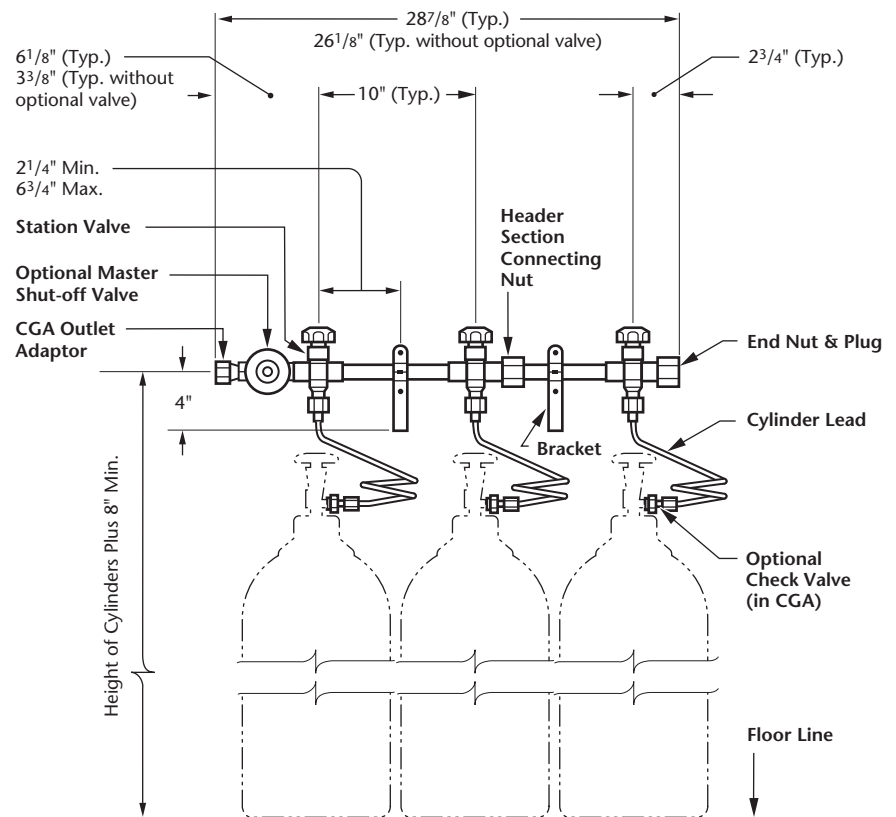 28⁷/₈" (Typ.)
26¹/₈" (Typ. without optional valve)
6¹/₈" (Typ.)
3³/₈" (Typ. without
optional valve)
2³/₄" (Typ.)
10" (Typ.)
2¹/₄" Min.
6³/₄" Max.
Station Valve
Header
Section
Connecting
Nut
Optional Master
Shut-off Valve
CGA Outlet
Adaptor
End Nut & Plug
4"
Cylinder Lead
Bracket
Height of Cylinders Plus 8" Min.
Optional
Check Valve
(in CGA)
Floor Line